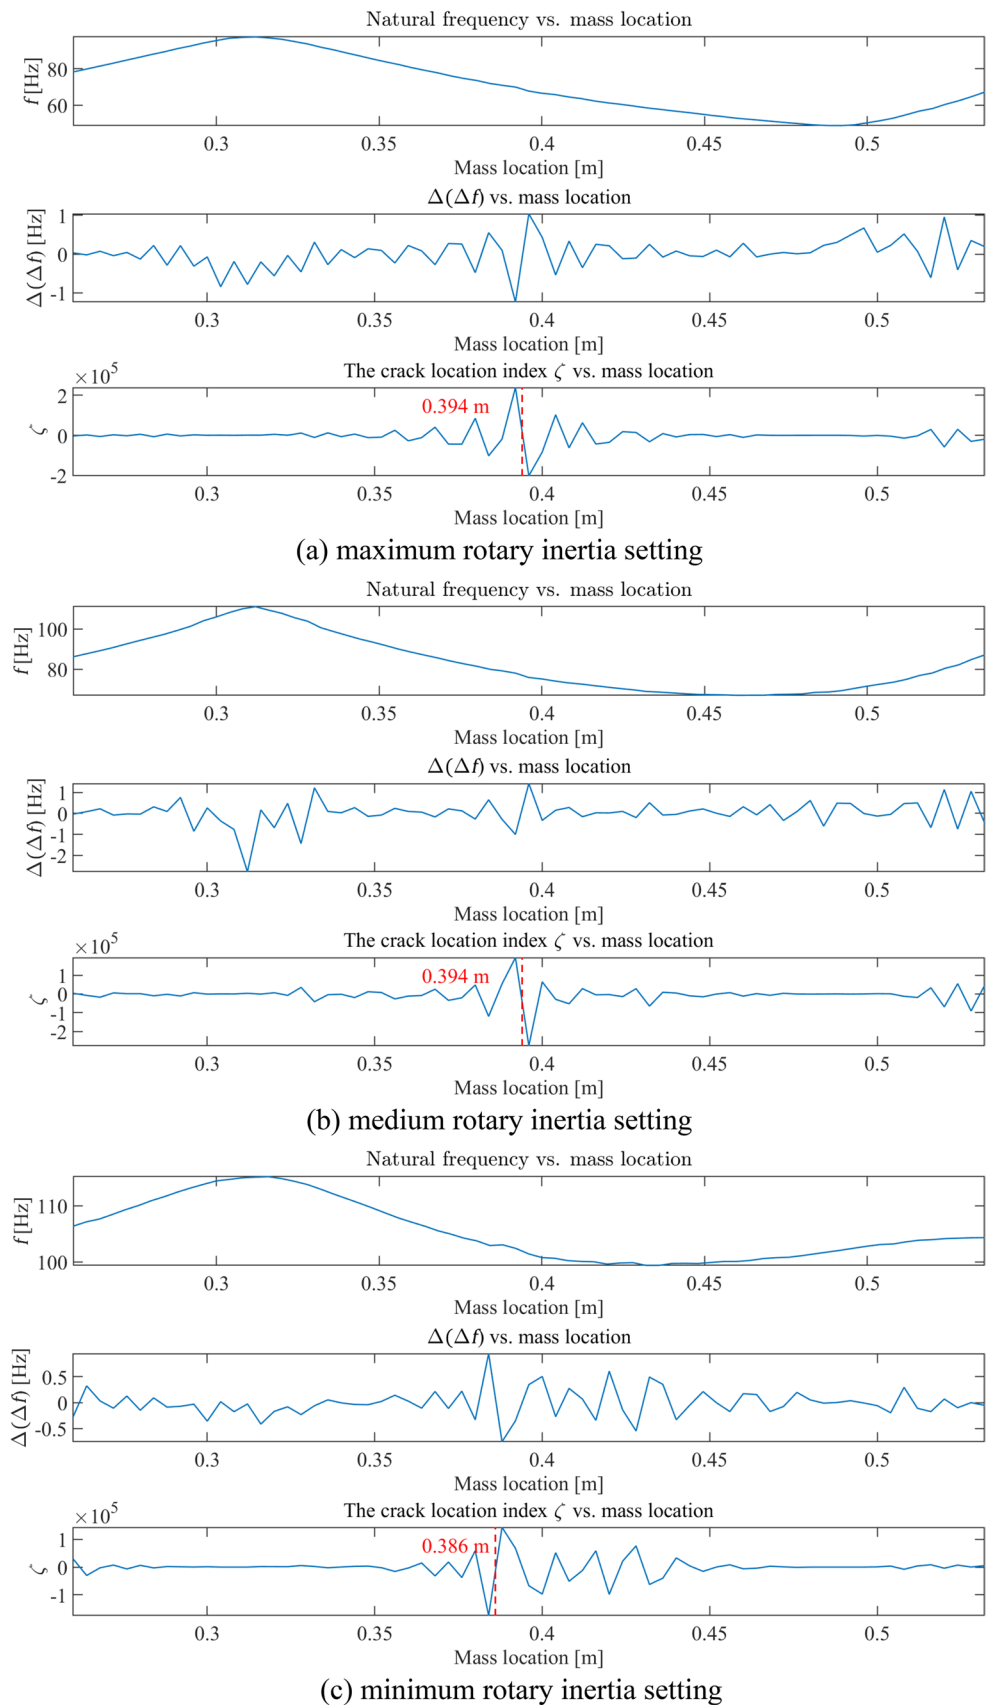 Natural frequency vs. mass location
f [Hz]
80
60
0.3 0.35 0.4 0.45 0.5
Mass location [m]
Δ(Δf) vs. mass location
Δ(Δf) [Hz]
1
0
-1
0.3 0.35 0.4 0.45 0.5
Mass location [m]
The crack location index ζ vs. mass location
×10⁵
ζ
2
0
-2
0.394 m
0.3 0.35 0.4 0.45 0.5
Mass location [m]
(a) maximum rotary inertia setting
Natural frequency vs. mass location
f [Hz]
100
80
0.3 0.35 0.4 0.45 0.5
Mass location [m]
Δ(Δf) vs. mass location
Δ(Δf) [Hz]
1
0
-1
-2
0.3 0.35 0.4 0.45 0.5
Mass location [m]
The crack location index ζ vs. mass location
×10⁵
ζ
1
0
-1
-2
0.394 m
0.3 0.35 0.4 0.45 0.5
Mass location [m]
(b) medium rotary inertia setting
Natural frequency vs. mass location
f [Hz]
110
100
0.3 0.35 0.4 0.45 0.5
Mass location [m]
Δ(Δf) vs. mass location
Δ(Δf) [Hz]
0.5
0
-0.5
0.3 0.35 0.4 0.45 0.5
Mass location [m]
The crack location index ζ vs. mass location
×10⁵
ζ
1
0
-1
0.386 m
0.3 0.35 0.4 0.45 0.5
Mass location [m]
(c) minimum rotary inertia setting